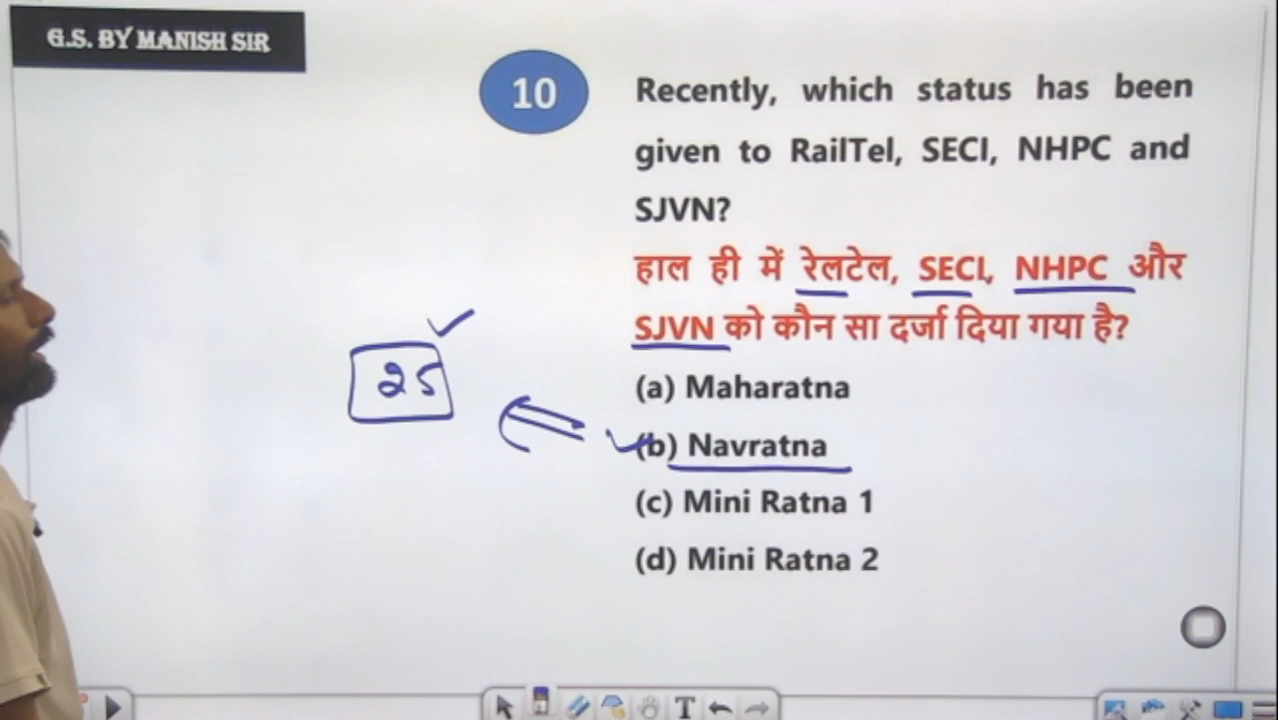 G.S. BY MANISH SIR
10
Recently, which status has been
given to RailTel, SECI, NHPC and
SJVN?
हाल ही में रेलटेल, SECI, NHPC और
SJVN को कौन सा दर्जा दिया गया है?
25
(a) Maharatna
(b) Navratna
(c) Mini Ratna 1
(d) Mini Ratna 2
T